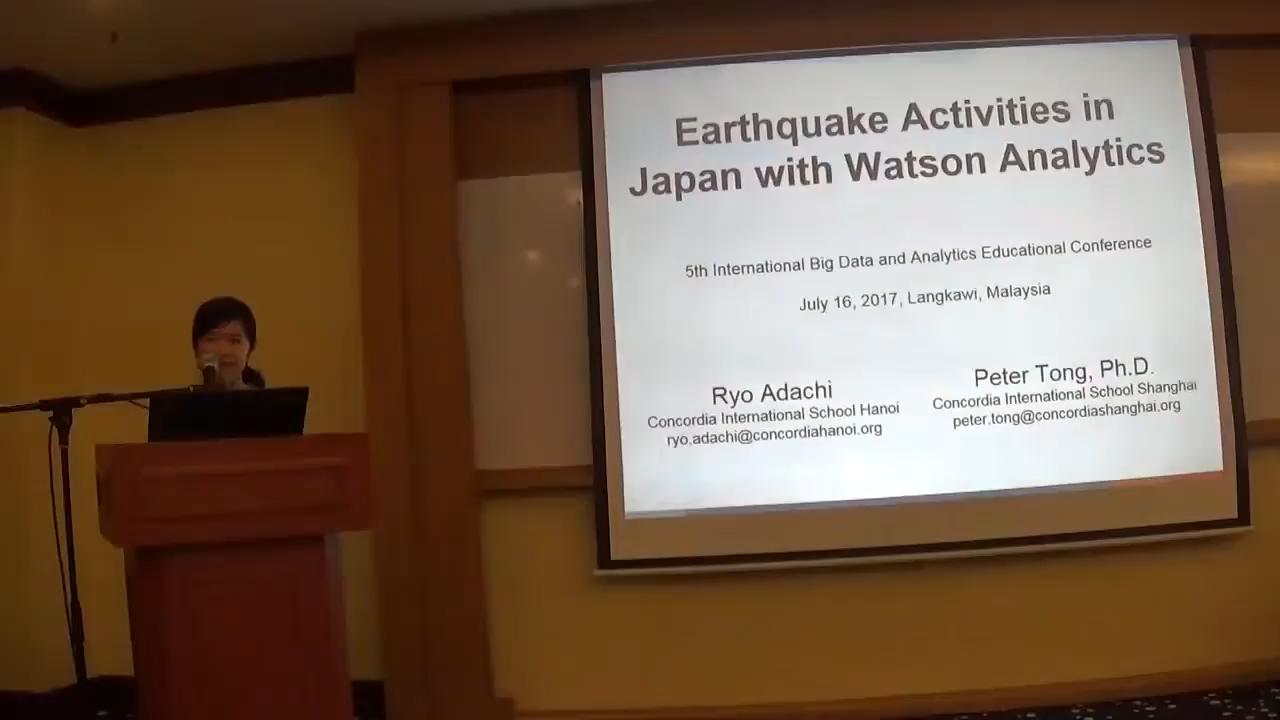 Earthquake Activities in
Japan with Watson Analytics
5th International Big Data and Analytics Educational Conference
July 16, 2017, Langkawi, Malaysia
Ryo Adachi
Concordia International School Hanoi
ryo.adachi@concordiahanoi.org
Peter Tong, Ph.D.
Concordia International School Shanghai
peter.tong@concordiashanghai.org